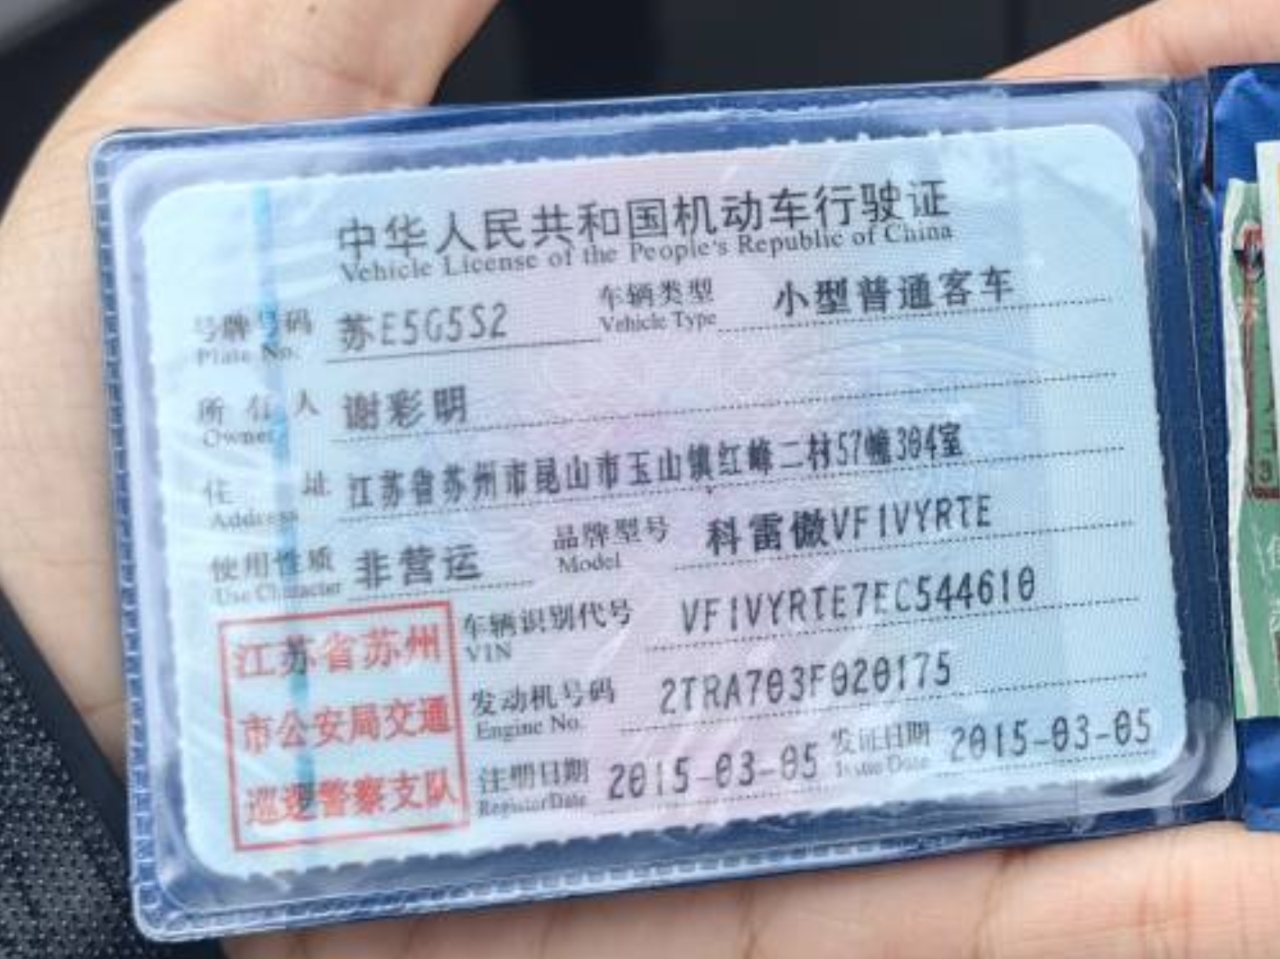 中华人民共和国机动车行驶证
Vehicle License of the People's Republic of China
号牌号码 苏E5G5S2 车辆类型 小型普通客车
Plate No. Vehicle Type
所有人 谢彩明
Owner
住址 江苏省苏州市昆山市玉山镇红峰二村57幢304室
Address
使用性质 非营运 品牌型号 科雷傲VF1VYRTE
Use Character Model
车辆识别代号 VF1VYRTE7EC544610
VIN
发动机号码 2TRA703F020175
Engine No.
注册日期 2015-03-05 发证日期 2015-03-05
Register Date Issue Date
江苏省苏州
市公安局交通
巡逻警察支队